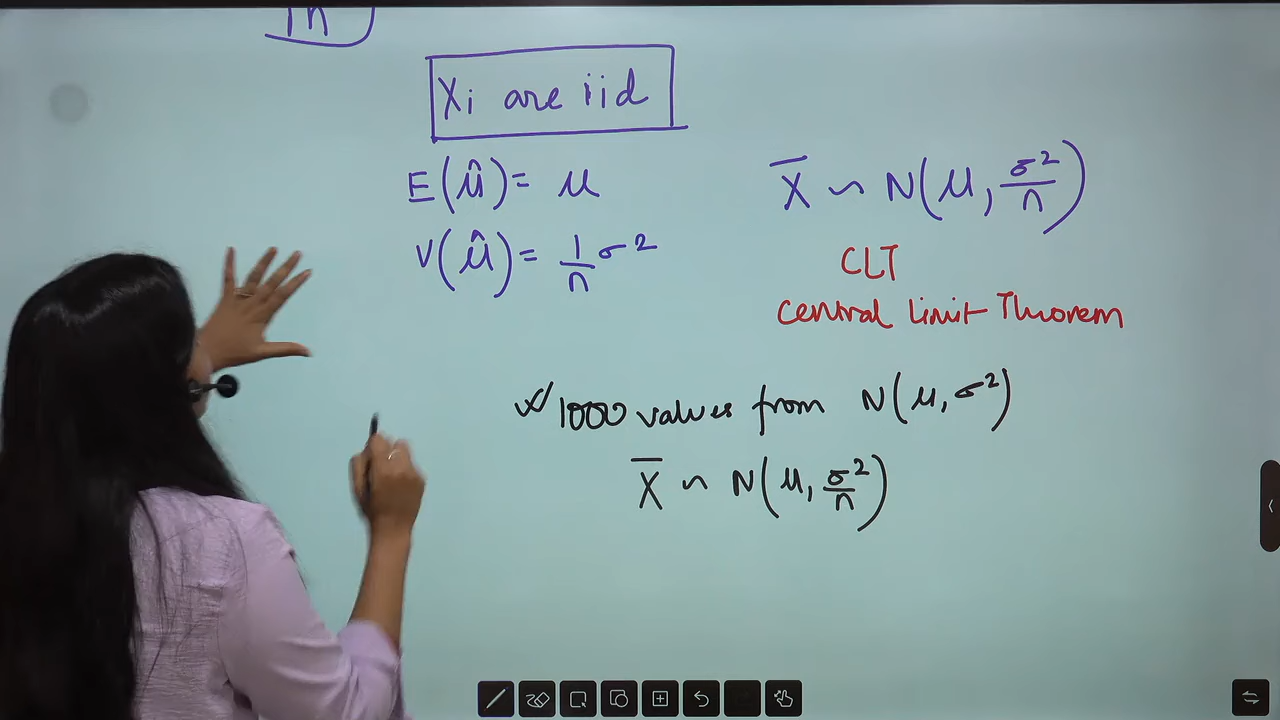 Xi are iid
E(μ̂) = μ
V(μ̂) = 1/n σ²
X̄ ~ N(μ, σ²/n)
CLT
Central Limit Theorem
1000 values from N(μ, σ²)
X̄ ~ N(μ, σ²/n)